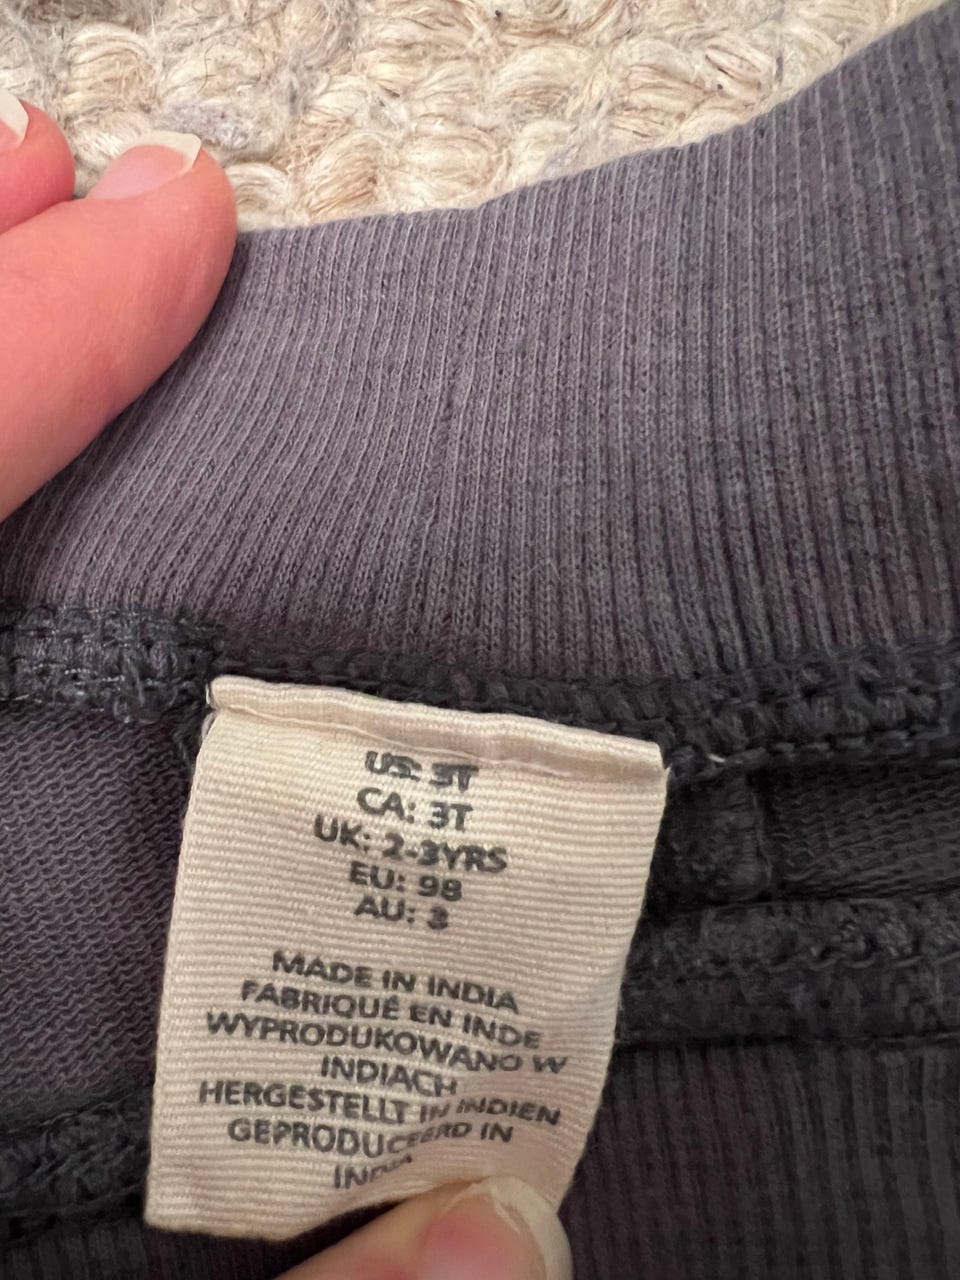 US: 3T
CA: 3T
UK: 2-3YRS
EU: 98
AU: 3
MADE IN INDIA
FABRIQUÉ EN INDE
WYPRODUKOWANO W
INDIACH
HERGESTELLT IN INDIEN
GEPRODUCEERD IN
INDIA